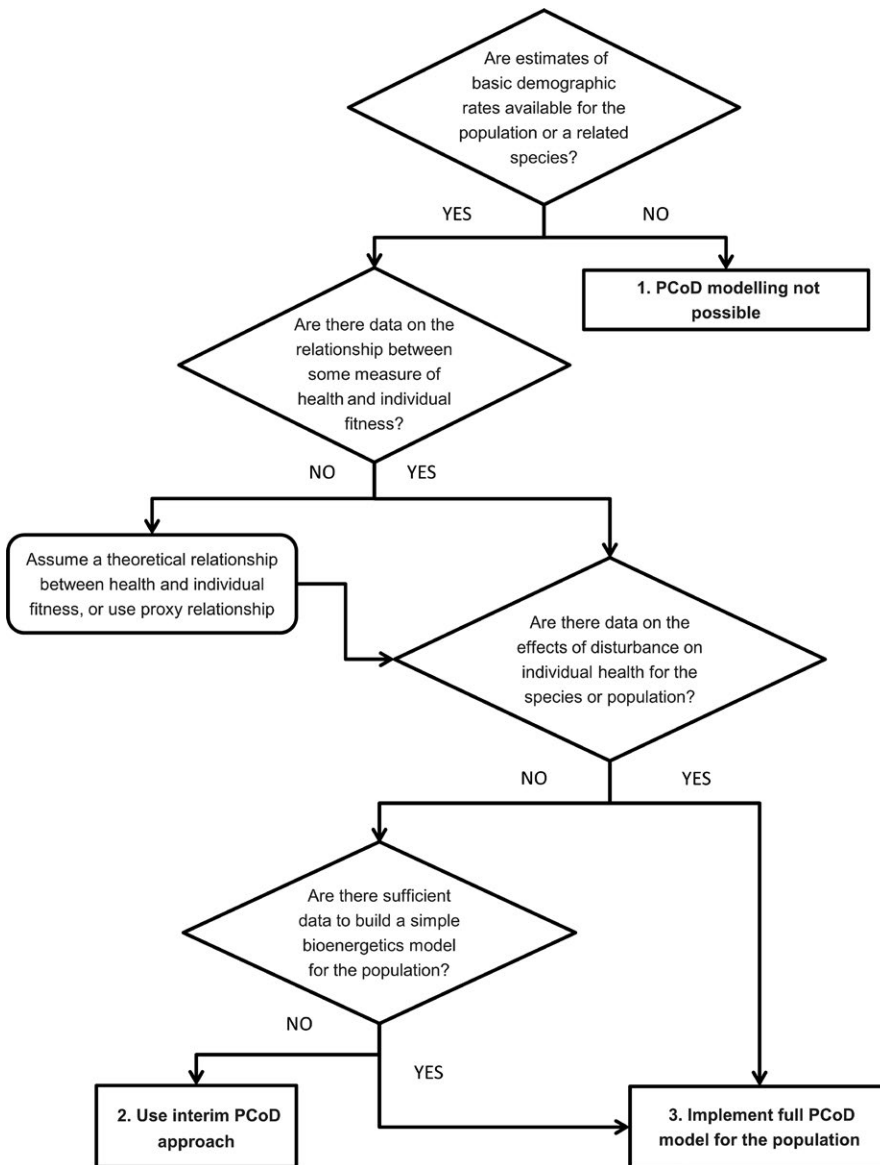 Are estimates of
basic demographic
rates available for the
population or a related
species?
YES
NO
1. PCoD modelling not
possible
Are there data on the
relationship between
some measure of
health and individual
fitness?
NO
YES
Assume a theoretical relationship
between health and individual
fitness, or use proxy relationship
Are there data on the
effects of disturbance on
individual health for the
species or population?
NO
YES
Are there sufficient
data to build a simple
bioenergetics model
for the population?
NO
YES
2. Use interim PCoD
approach
3. Implement full PCoD
model for the population